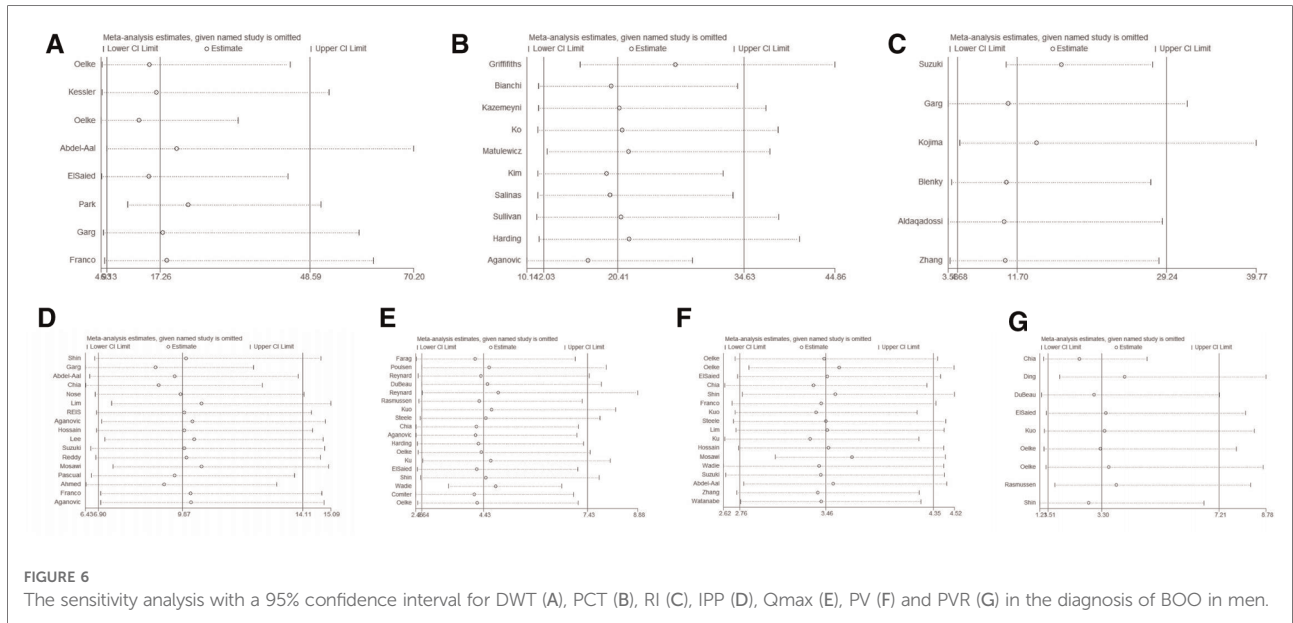 A
Meta-analysis estimates, given named study is omitted
Lower CI Limit Estimate Upper CI Limit
Oelke
Kessler
Oelke
Abdel-Aal
ElSaied
Park
Garg
Franco
17.26 48.59 70.20
B
Meta-analysis estimates, given named study is omitted
Lower CI Limit Estimate Upper CI Limit
Griffifiths
Bianchi
Kazemeyni
Ko
Matulewicz
Kim
Salinas
Sullivan
Harding
Aganovic
10.1412.03 20.41 34.63 44.86
C
Meta-analysis estimates, given named study is omitted
Lower CI Limit Estimate Upper CI Limit
Suzuki
Garg
Kojima
Blenky
Aldaqadossi
Zhang
11.70 29.24 39.77
D
Meta-analysis estimates, given named study is omitted
Lower CI Limit Estimate Upper CI Limit
Shin
Garg
Abdel-Aal
Chia
Nose
Lim
REIS
Aganovic
Hossain
Lee
Suzuki
Reddy
Mosawi
Pascual
Ahmed
Franco
Aganovic
6.436.90 9.87 14.11 15.09
E
Meta-analysis estimates, given named study is omitted
Lower CI Limit Estimate Upper CI Limit
Farag
Poulsen
Reynard
DuBeau
Reynard
Rasmussen
Kuo
Steele
Chia
Aganovic
Harding
Oelke
Ku
ElSaied
Shin
Wadie
Comster
Oelke
4.43 7.43 8.88
F
Meta-analysis estimates, given named study is omitted
Lower CI Limit Estimate Upper CI Limit
Oelke
Oelke
ElSaied
Chia
Shin
Franco
Kuo
Steele
Lim
Ku
Hossain
Mosawi
Wadie
Suzuki
Abdel-Aal
Zhang
Watanabe
2.62 2.76 3.46 4.35 4.52
G
Meta-analysis estimates, given named study is omitted
Lower CI Limit Estimate Upper CI Limit
Chia
Ding
DuBeau
ElSaied
Kuo
Oelke
Oelke
Rasmussen
Shin
3.30 7.21 8.78
FIGURE 6
The sensitivity analysis with a 95% confidence interval for DWT (A), PCT (B), RI (C), IPP (D), Qmax (E), PV (F) and PVR (G) in the diagnosis of BOO in men.